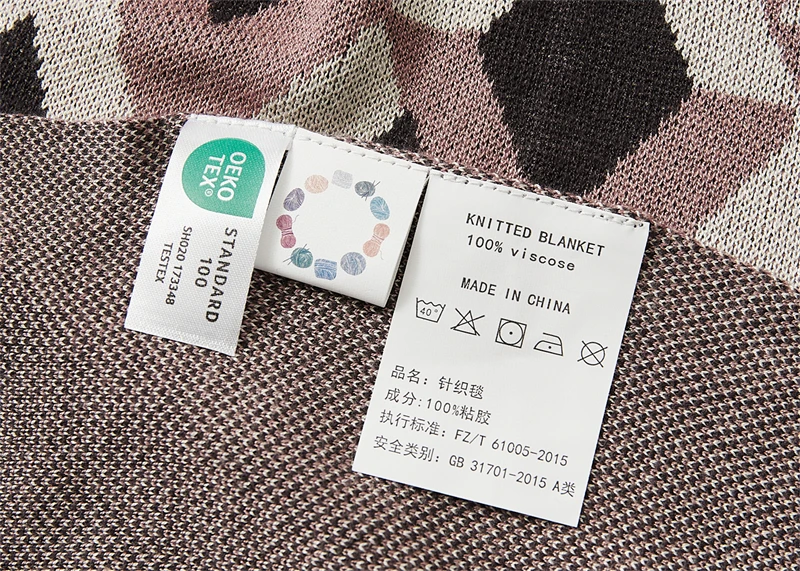 OEKO
TEX®
STANDARD
100
SH020 173348
TESTEX
KNITTED BLANKET
100% viscose
MADE IN CHINA
40°
品名：针织毯
成分:100%粘胶
执行标准：FZ/T 61005-2015
安全类别：GB 31701-2015 A类